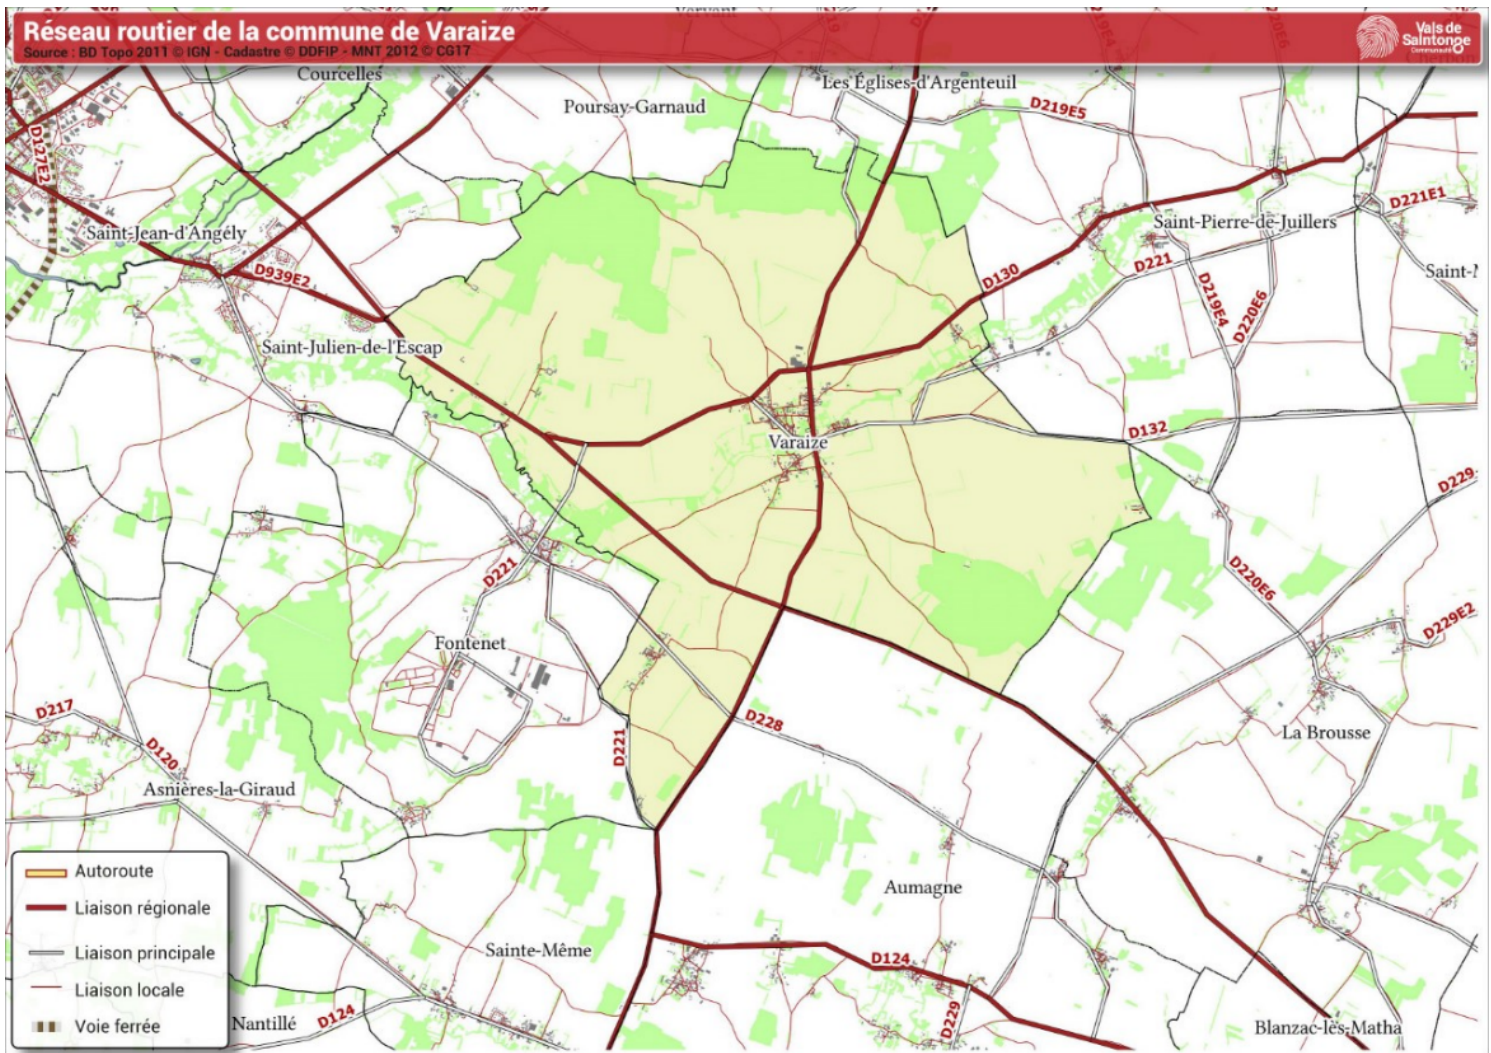 Réseau routier de la commune de Varaize
Source : BD Topo 2011 © IGN - Cadastre © DDFIP - MNT 2012 © CG17
Vals de
Saintonge
Communauté
Courcelles
Poursay-Garnaud
Les Églises-d'Argenteuil
D219E5
D127E2
D221E1
Saint-Pierre-de-Juillers
Saint-Jean-d'Angély
D939E2
D130
D221
D219E4
D220E6
Saint-Julien-de-l'Escap
D132
Varaize
D229
D221
D220E6
D229E2
Fontenet
D217
D120
D221
D228
La Brousse
Asnières-la-Giraud
Aumagne
Sainte-Même
D124
D229
D124
Nantillé
Blanzac-lès-Matha
Autoroute
Liaison régionale
Liaison principale
Liaison locale
Voie ferrée